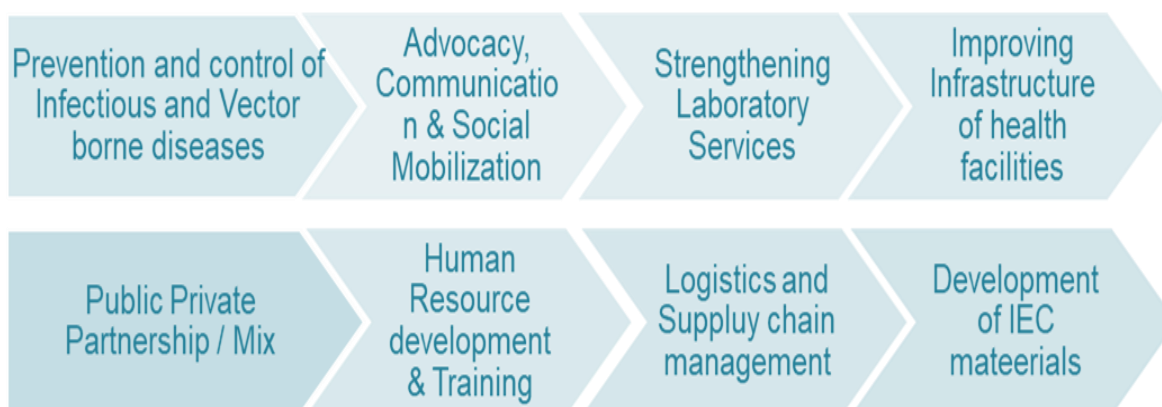 Prevention and control of
Infectious and Vector
borne diseases
Advocacy,
Communicatio
n & Social
Mobilization
Strengthening
Laboratory
Services
Improving
Infrastructure
of health
facilities
Public Private
Partnership / Mix
Human
Resource
development
& Training
Logistics and
Suppluy chain
management
Development
of IEC
mateerials